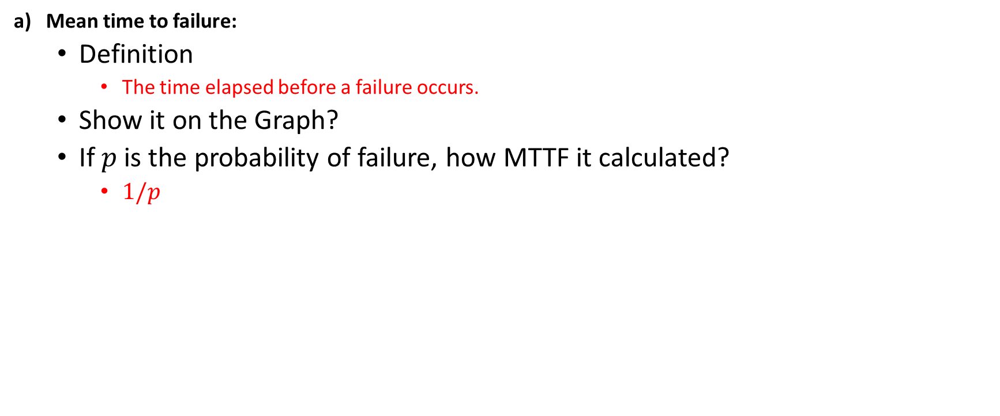 a) Mean time to failure:
• Definition
• The time elapsed before a failure occurs.
• Show it on the Graph?
• If p is the probability of failure, how MTTF it calculated?
• 1/p